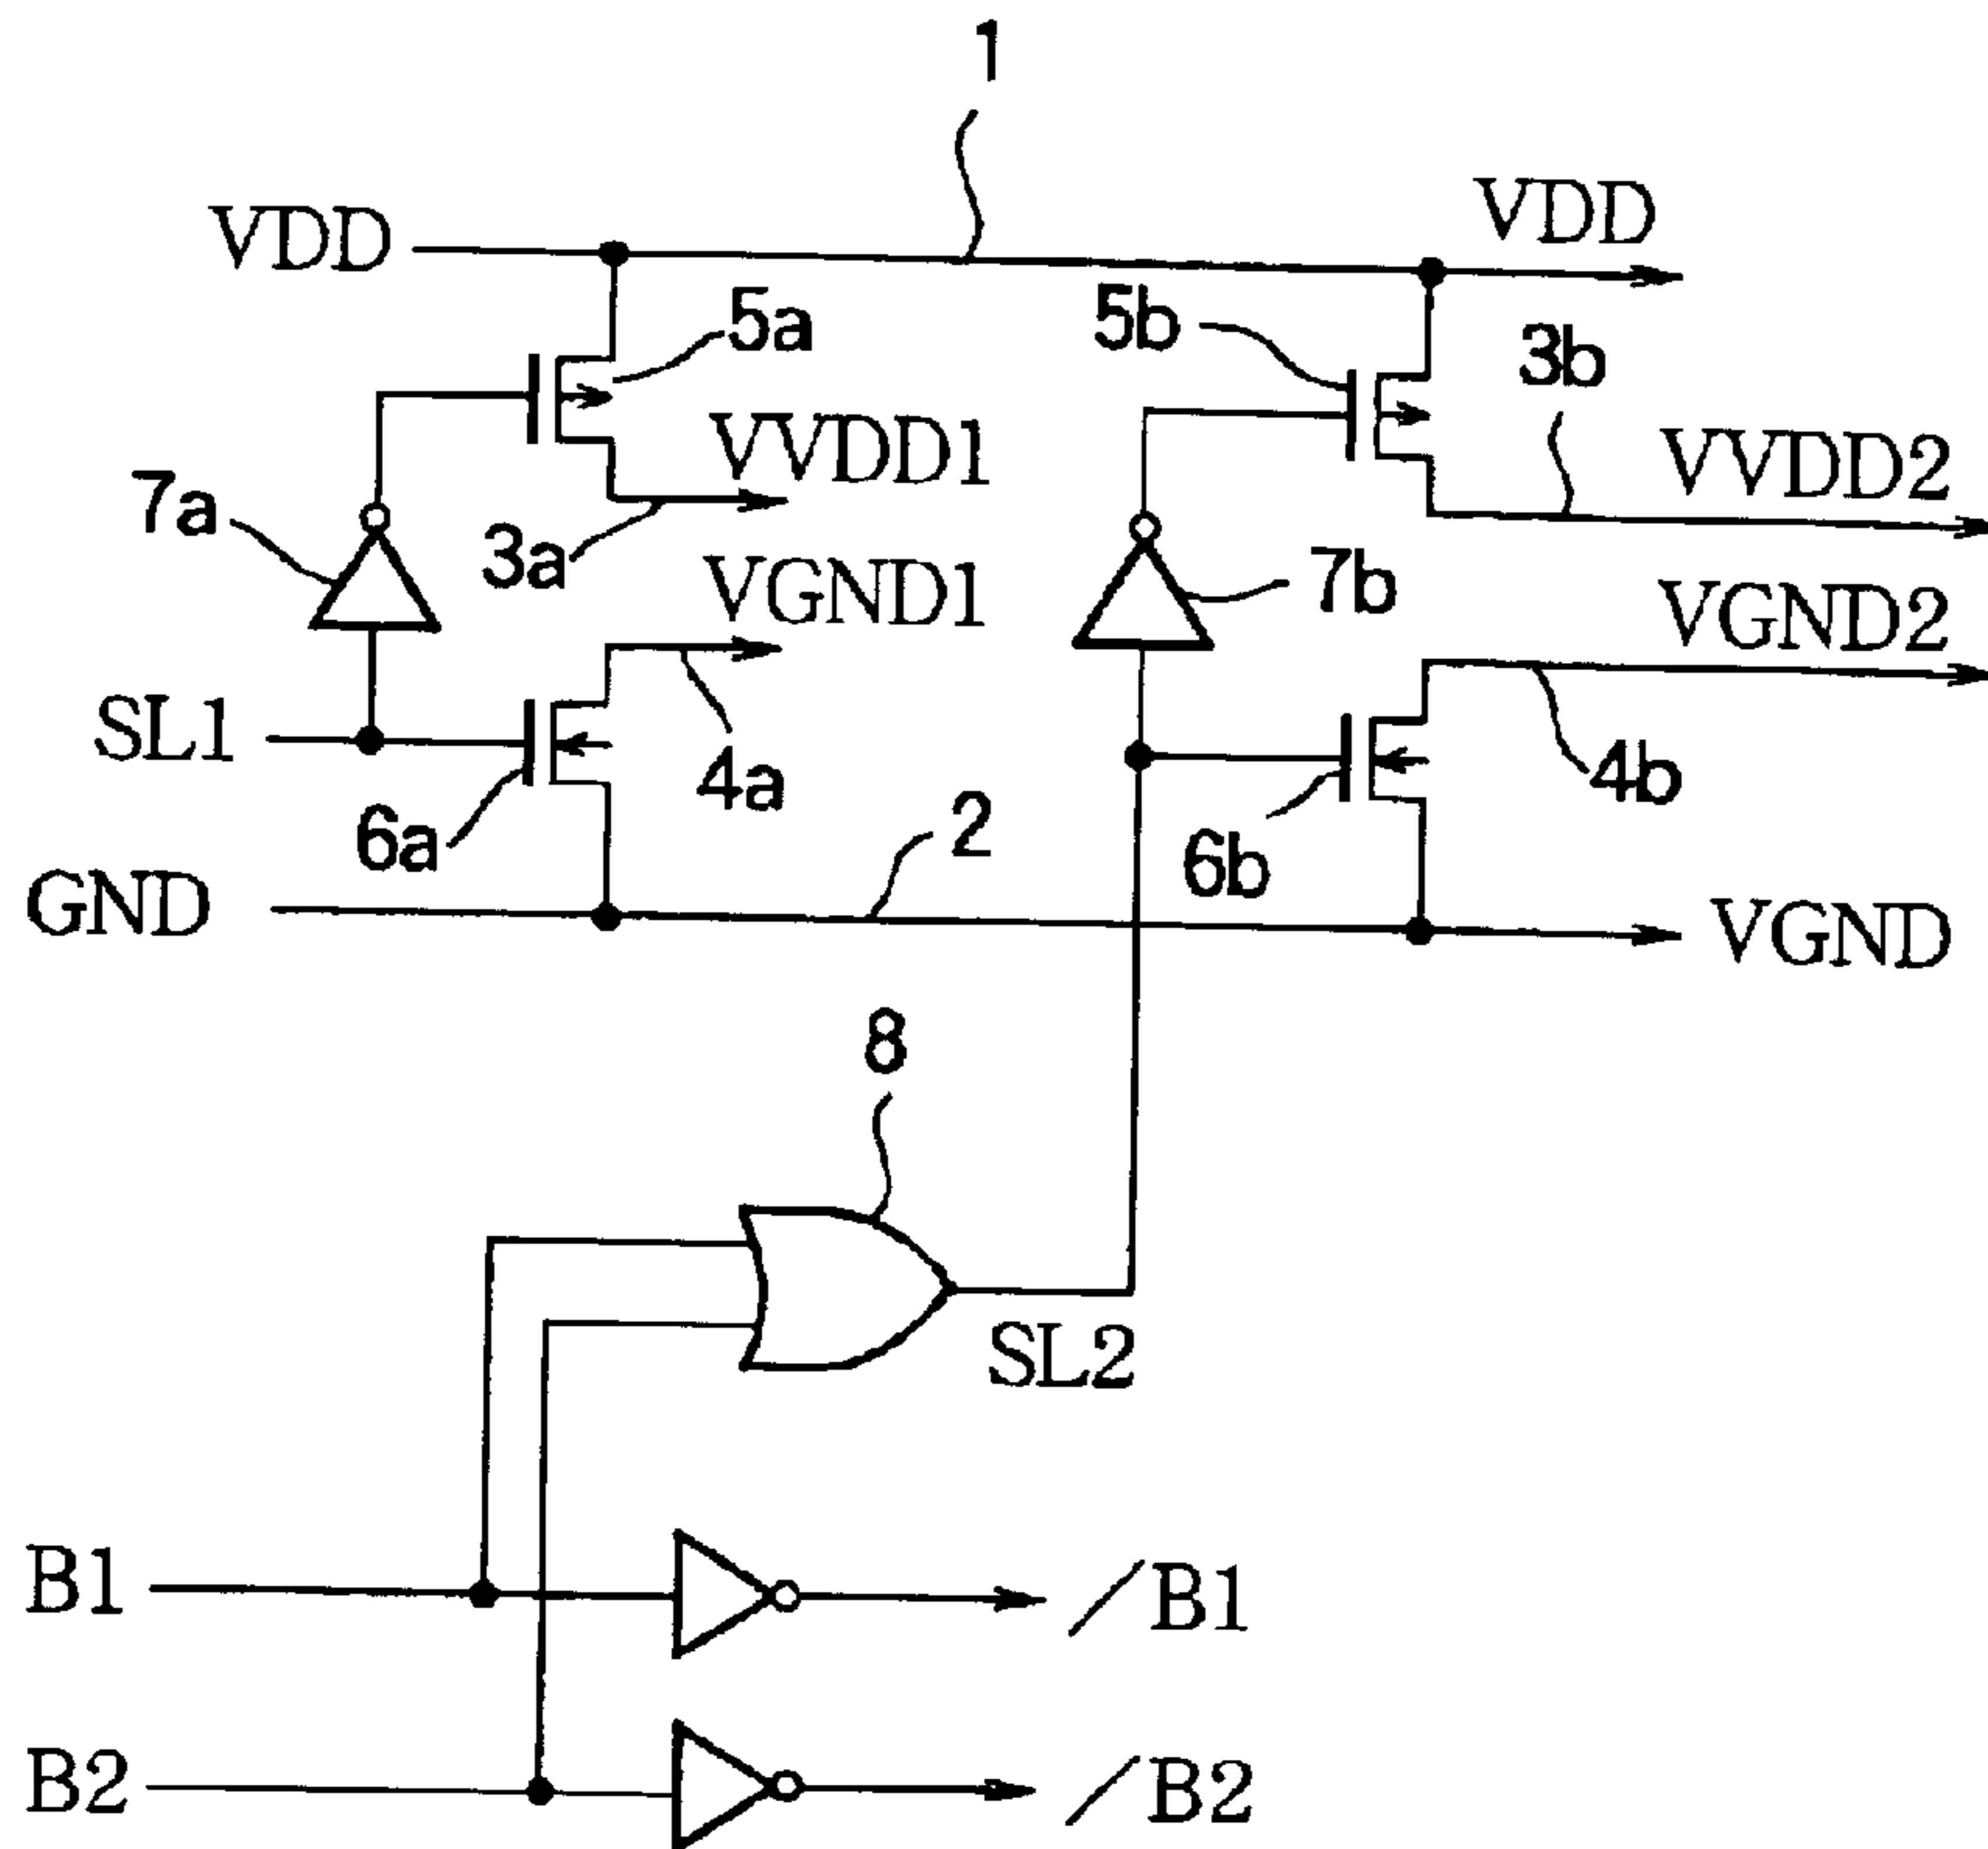 1
VDD
VDD
5a
5b
3b
VVDD1
VVDD2
7a
3a
VGND1
7b
VGND2
SL1
4a
4b
6a
2
6b
GND
VGND
8
SL2
B1
/B1
B2
/B2